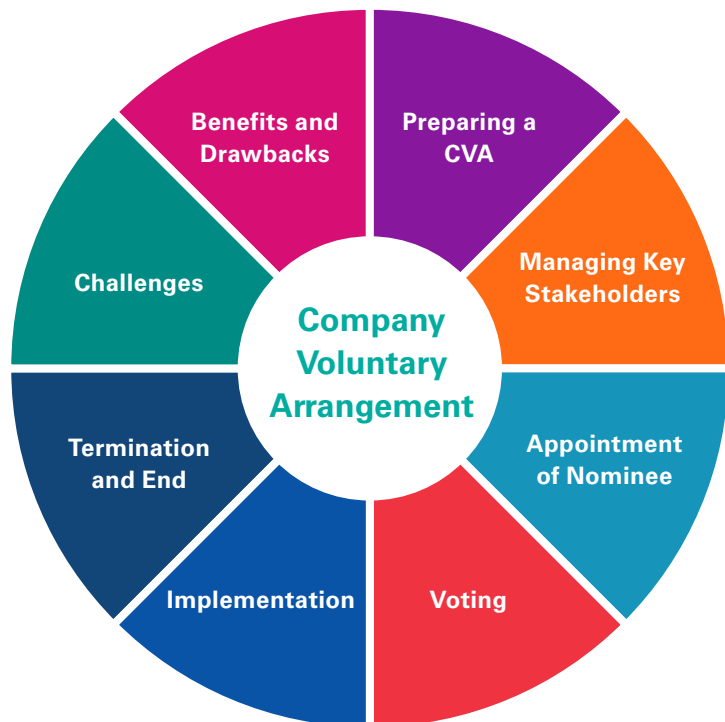 Company
Voluntary
Arrangement
Preparing a
CVA
Managing Key
Stakeholders
Appointment
of Nominee
Voting
Implementation
Termination
and End
Challenges
Benefits and
Drawbacks